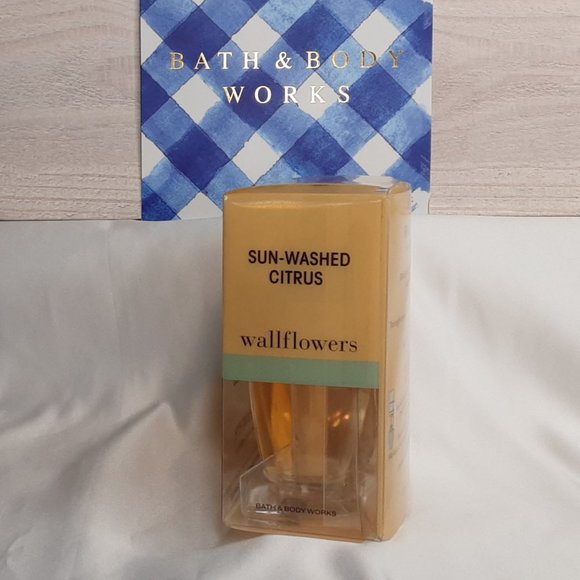 BATH & BODY
WORKS
SUN-WASHED
CITRUS
wallflowers
BATH & BODY WORKS